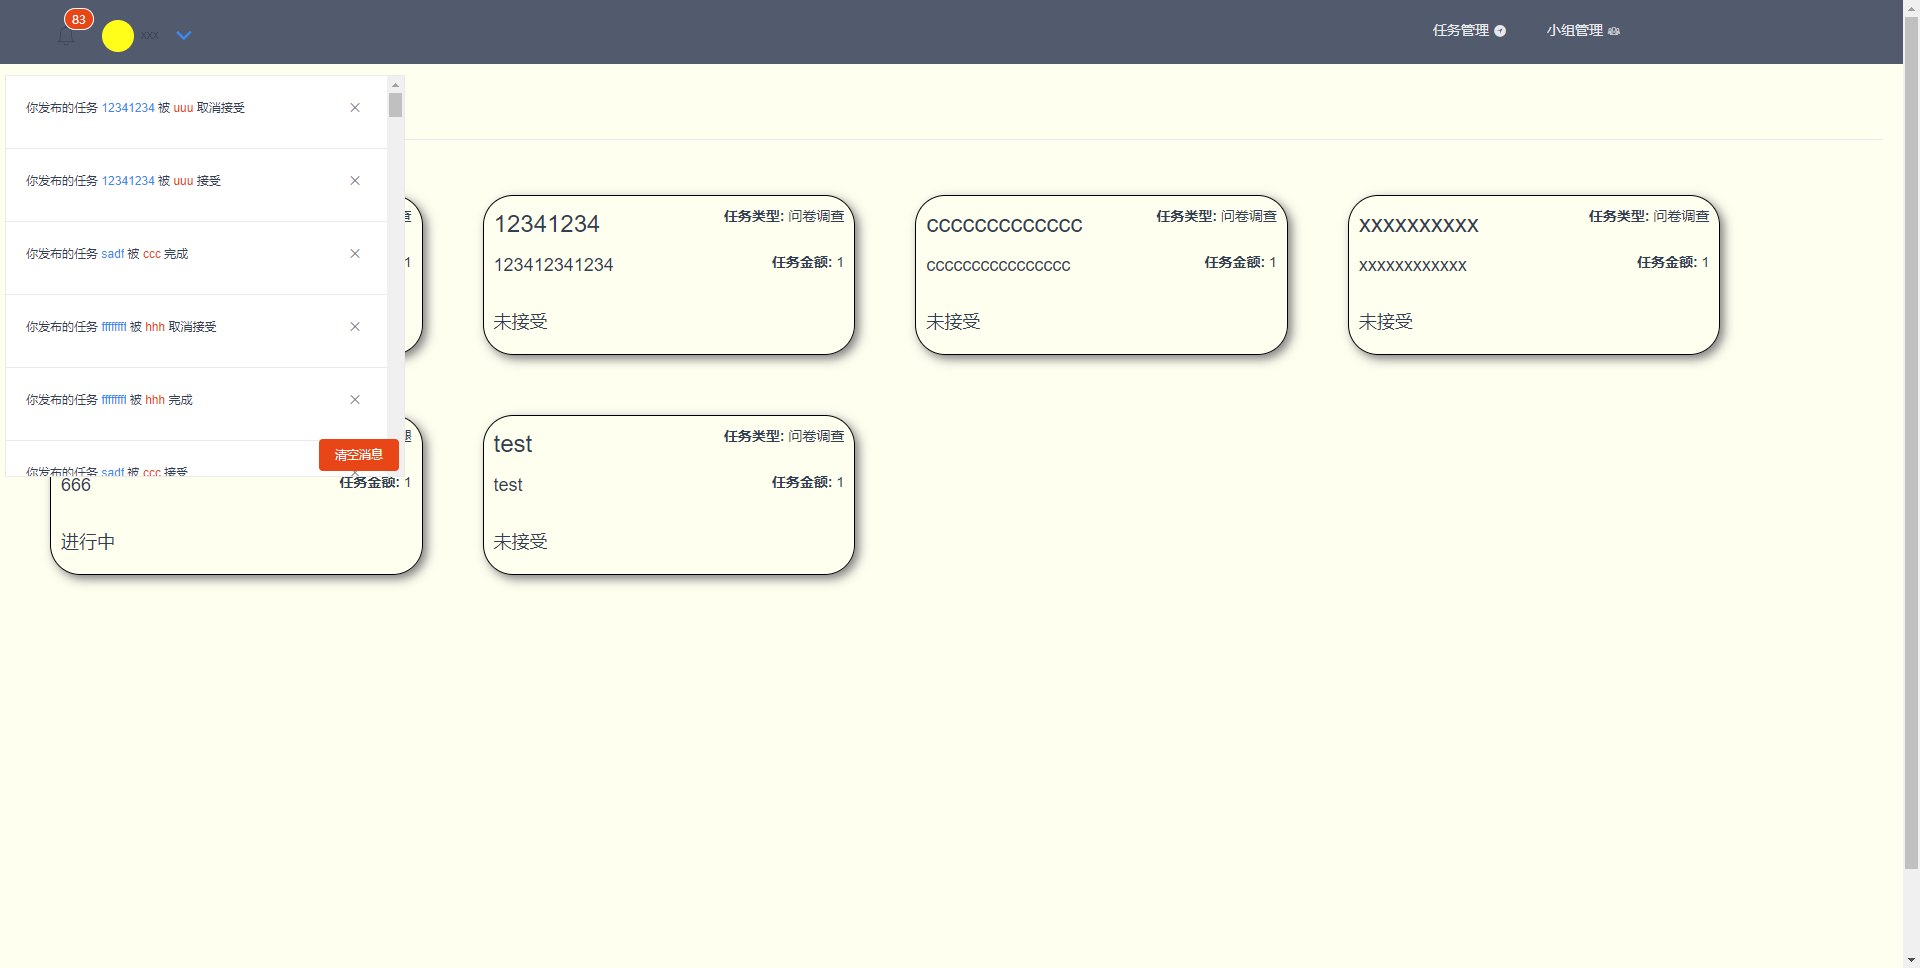 83
xxx
任务管理
小组管理
你发布的任务 12341234 被 uuu 取消接受
你发布的任务 12341234 被 uuu 接受
你发布的任务 sadf 被 ccc 完成
你发布的任务 ffffffffl 被 hhh 取消接受
你发布的任务 ffffffffl 被 hhh 完成
你发布的任务 sadf 被 ccc 接受
清空消息
查
1
12341234
任务类型: 问卷调查
123412341234
任务金额: 1
未接受
ccccccccccccc
任务类型: 问卷调查
cccccccccccccccc
任务金额: 1
未接受
xxxxxxxxxx
任务类型: 问卷调查
xxxxxxxxxxxx
任务金额: 1
未接受
666
任务金额: 1
进行中
test
任务类型: 问卷调查
test
任务金额: 1
未接受